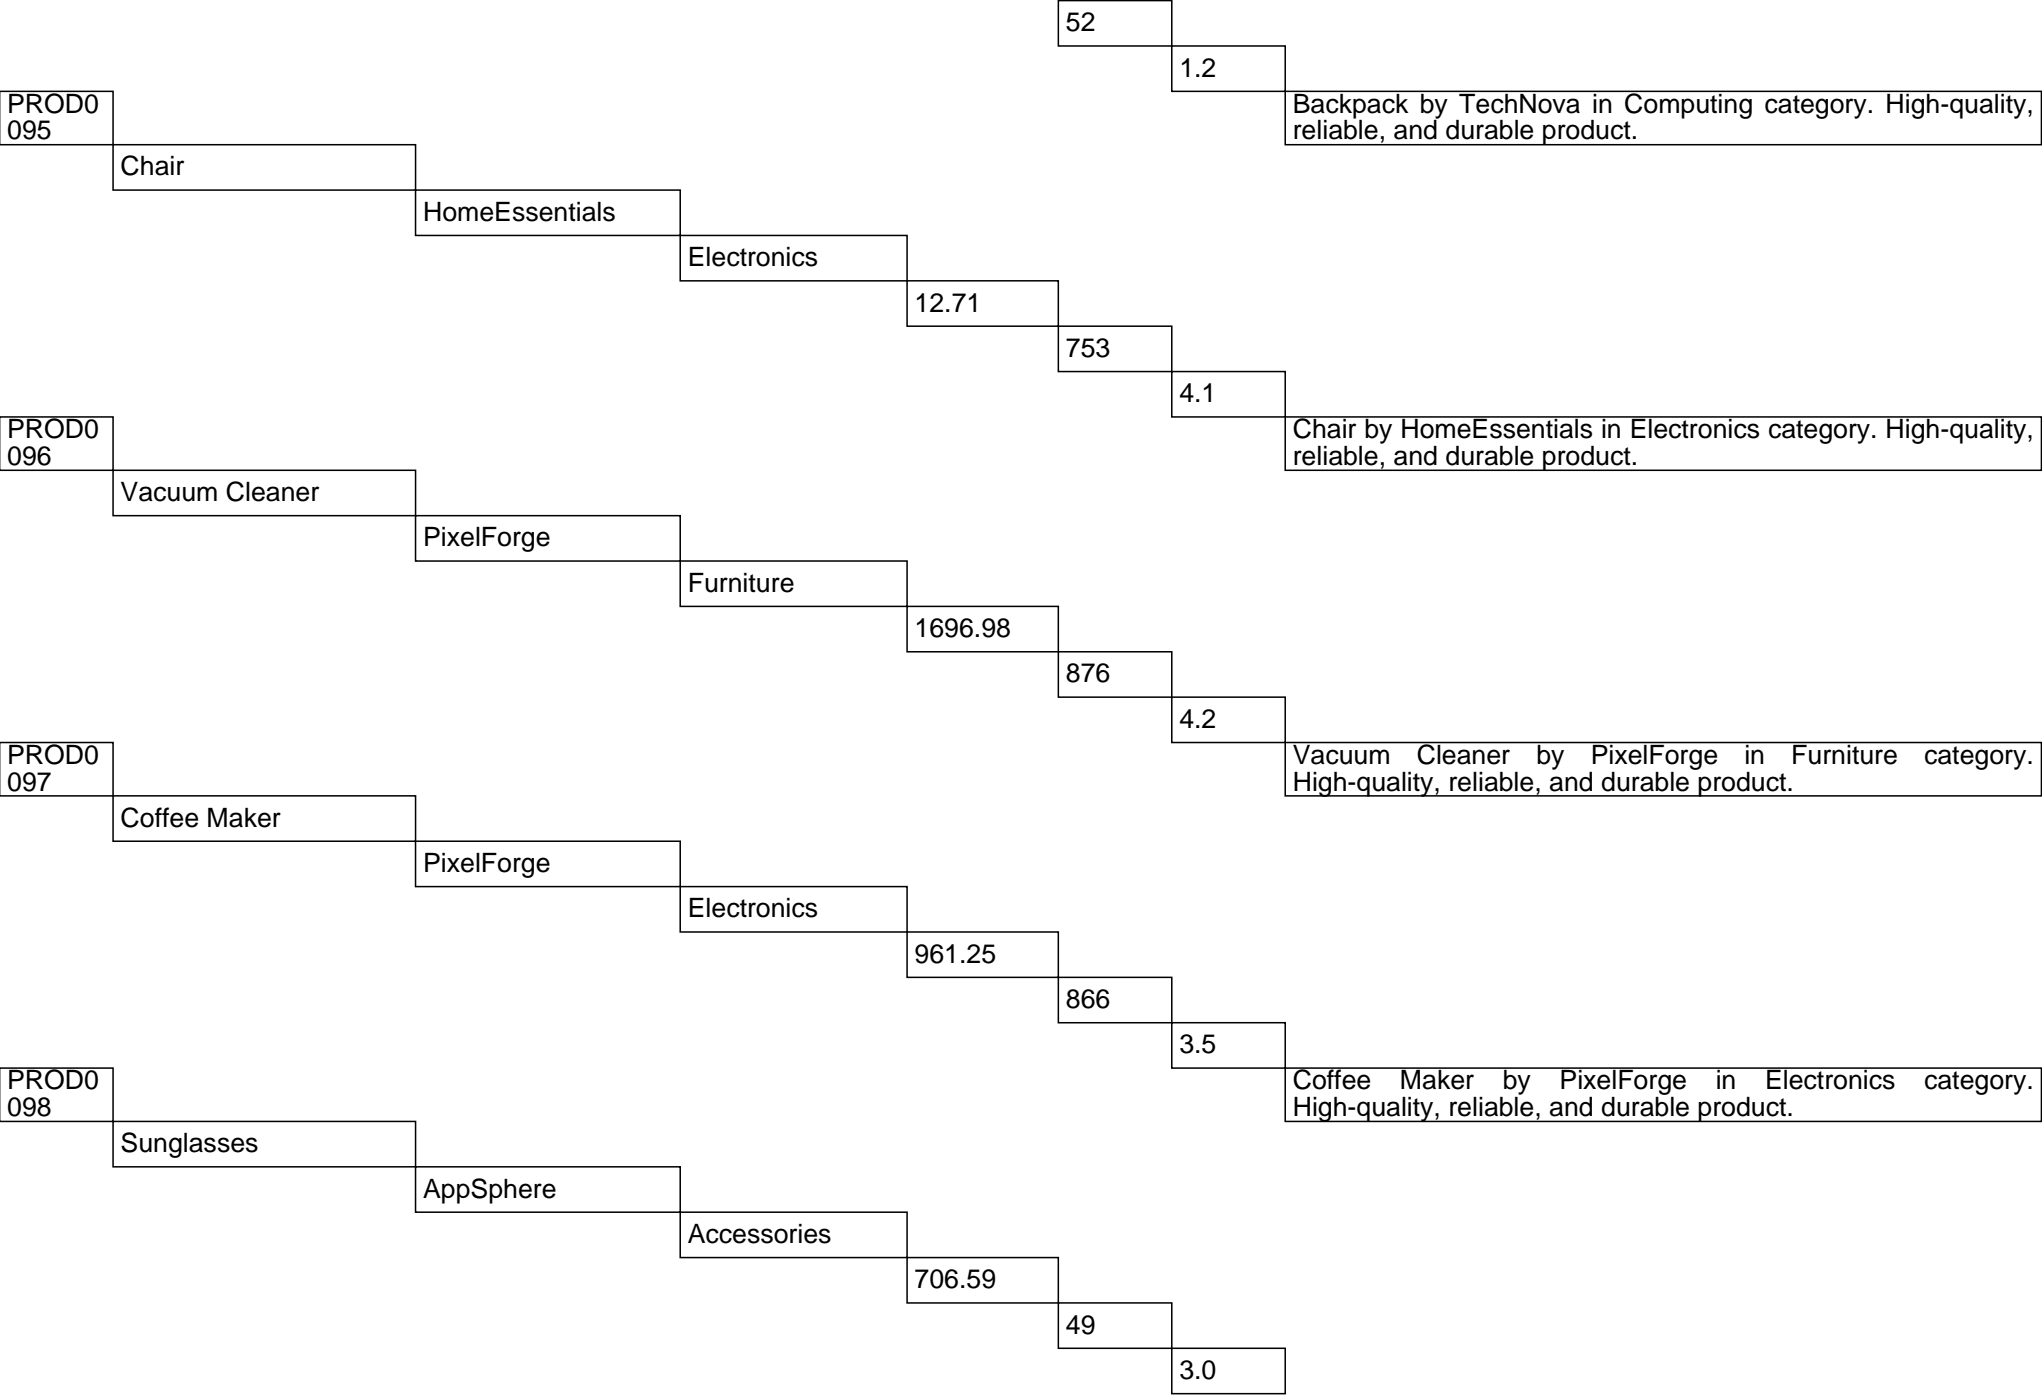 52
1.2
PROD0
095
Backpack by TechNova in Computing category. High-quality,
reliable, and durable product.
Chair
HomeEssentials
Electronics
12.71
753
4.1
PROD0
096
Chair by HomeEssentials in Electronics category. High-quality,
reliable, and durable product.
Vacuum Cleaner
PixelForge
Furniture
1696.98
876
4.2
PROD0
097
Vacuum Cleaner by PixelForge in Furniture category.
High-quality, reliable, and durable product.
Coffee Maker
PixelForge
Electronics
961.25
866
3.5
PROD0
098
Coffee Maker by PixelForge in Electronics category.
High-quality, reliable, and durable product.
Sunglasses
AppSphere
Accessories
706.59
49
3.0